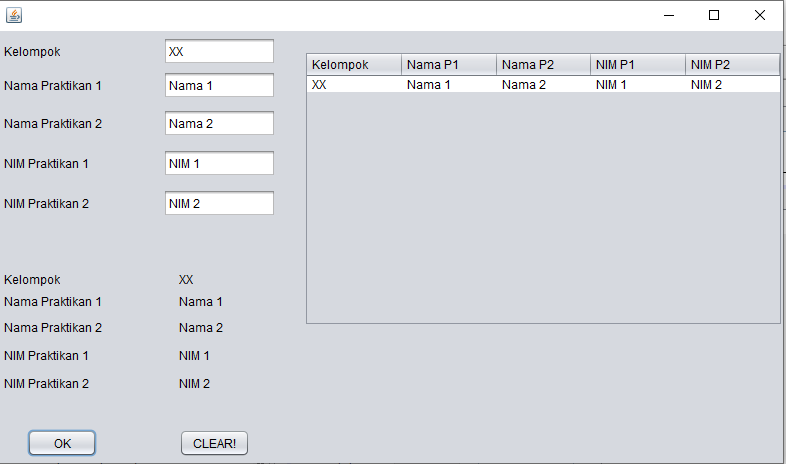 Kelompok XX
Nama Praktikan 1 Nama 1
Nama Praktikan 2 Nama 2
NIM Praktikan 1 NIM 1
NIM Praktikan 2 NIM 2
Kelompok Nama P1 Nama P2 NIM P1 NIM P2
XX Nama 1 Nama 2 NIM 1 NIM 2
Kelompok XX
Nama Praktikan 1 Nama 1
Nama Praktikan 2 Nama 2
NIM Praktikan 1 NIM 1
NIM Praktikan 2 NIM 2
OK CLEAR!